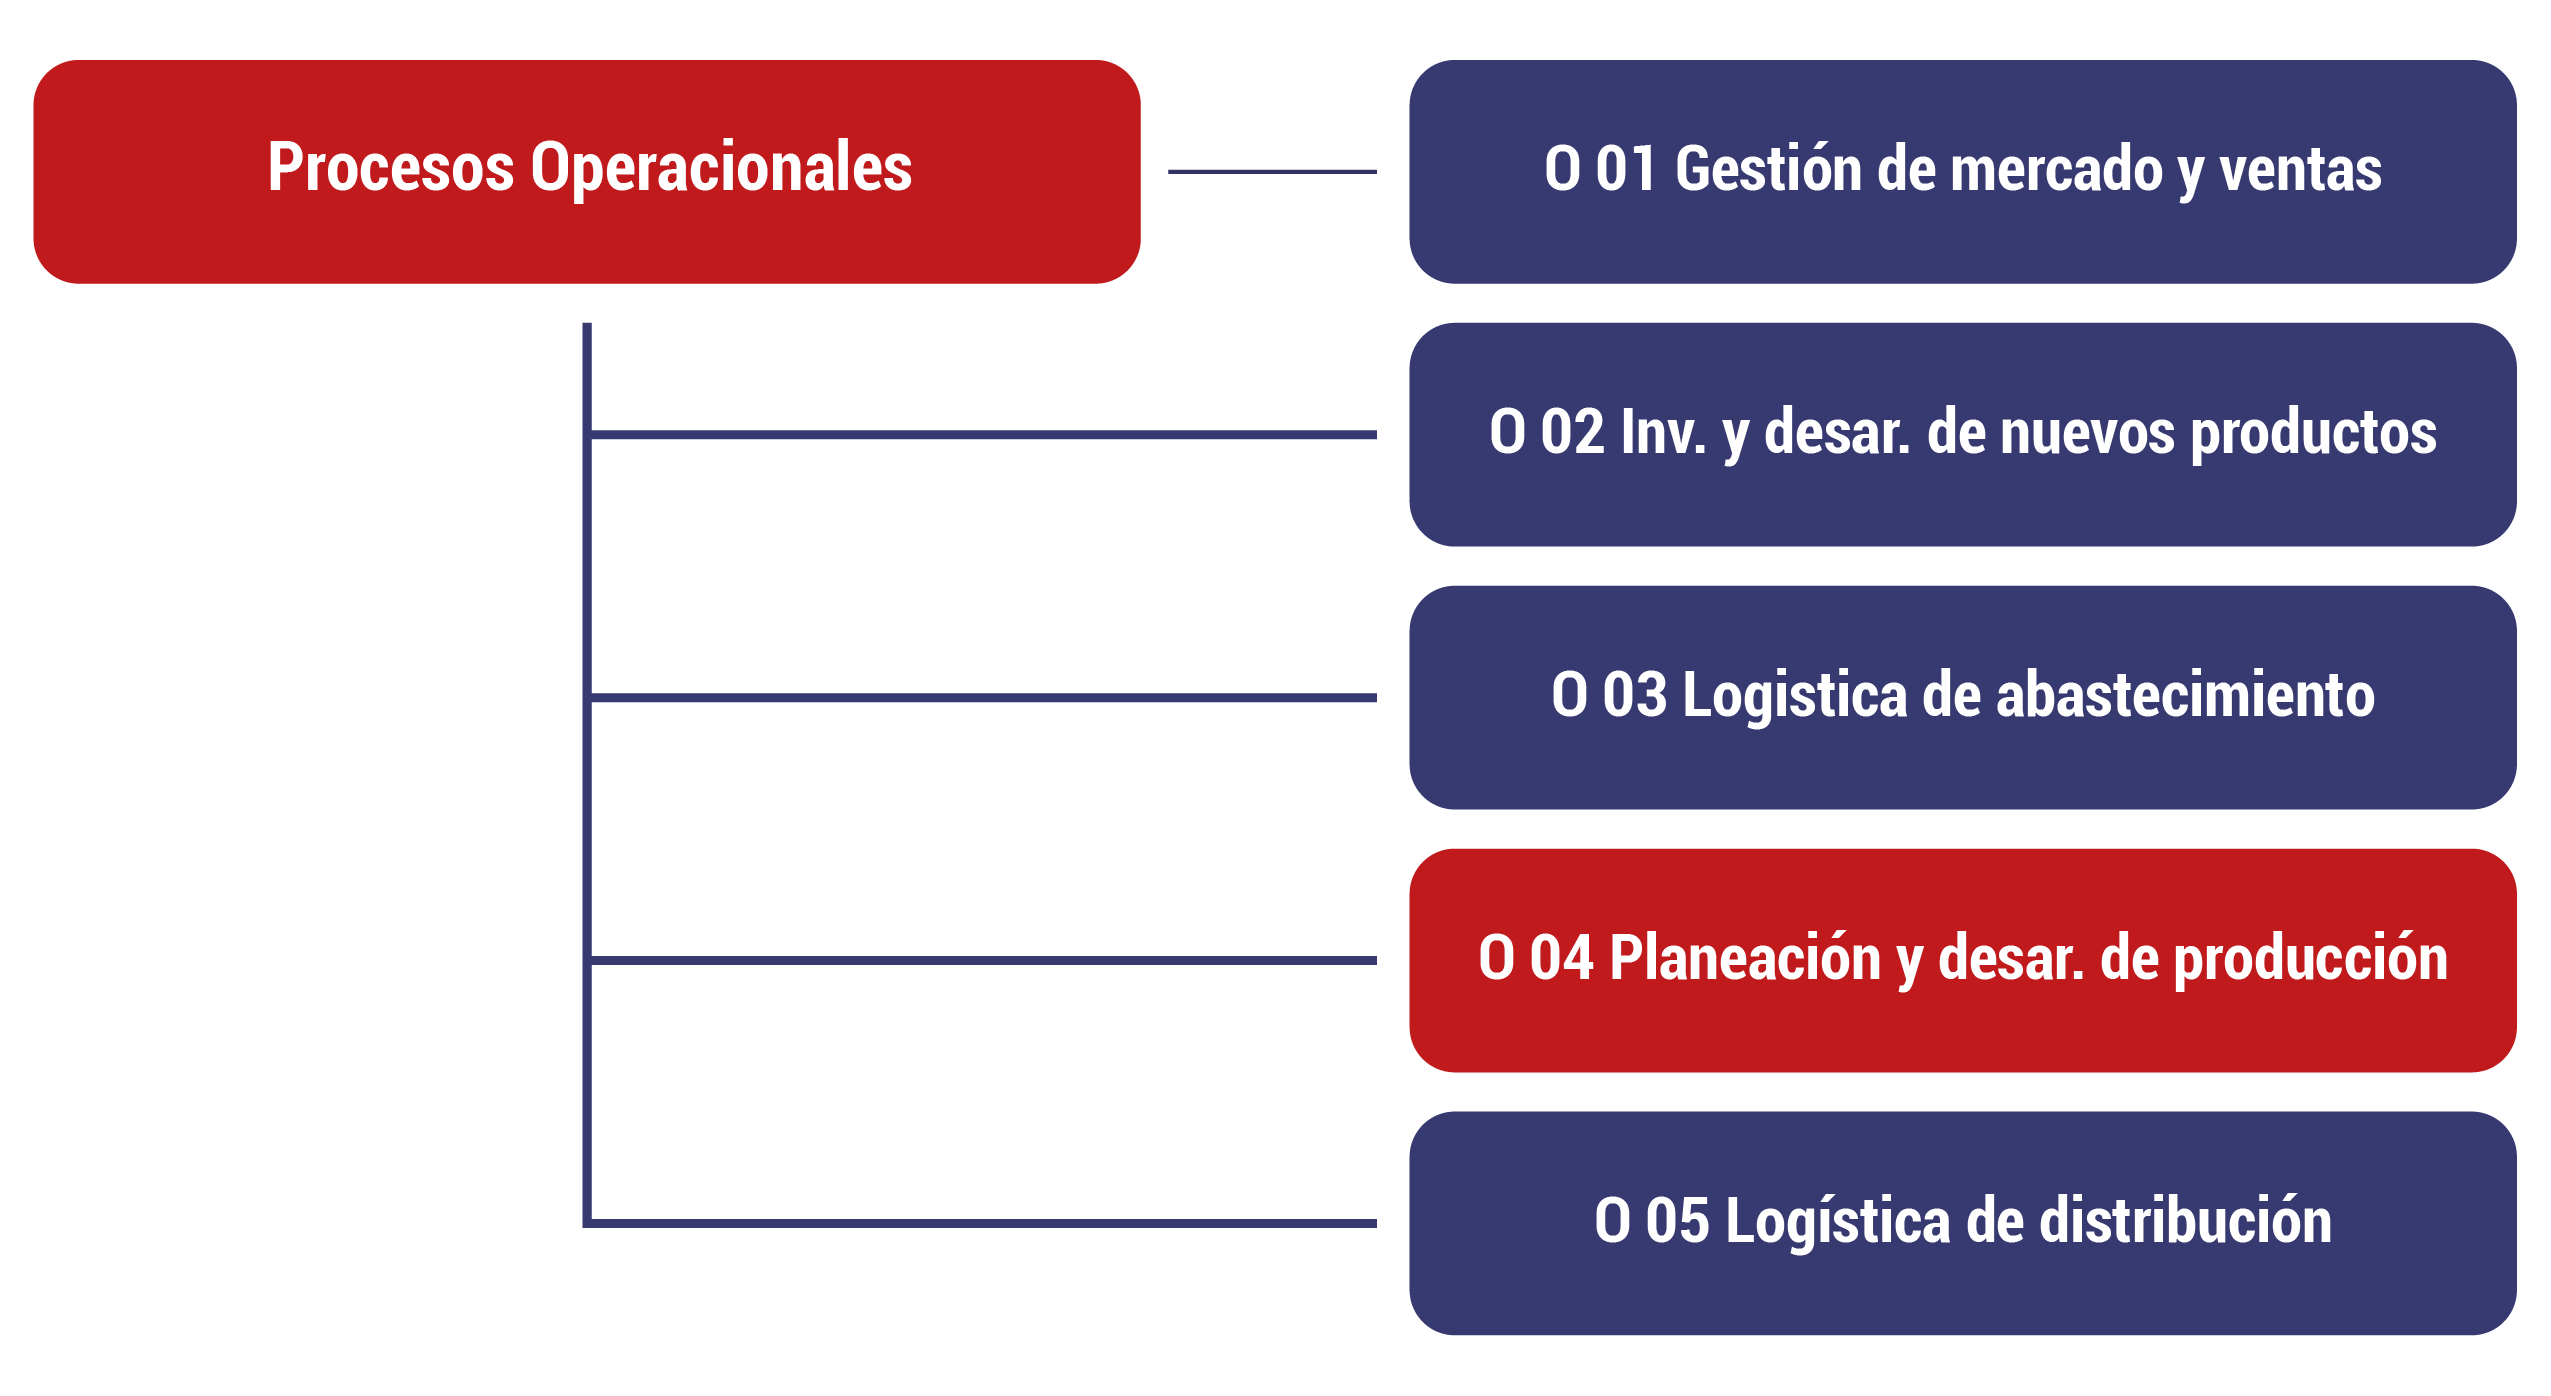 Procesos Operacionales
O 01 Gestión de mercado y ventas
O 02 Inv. y desar. de nuevos productos
O 03 Logistica de abastecimiento
O 04 Planeación y desar. de producción
O 05 Logística de distribución